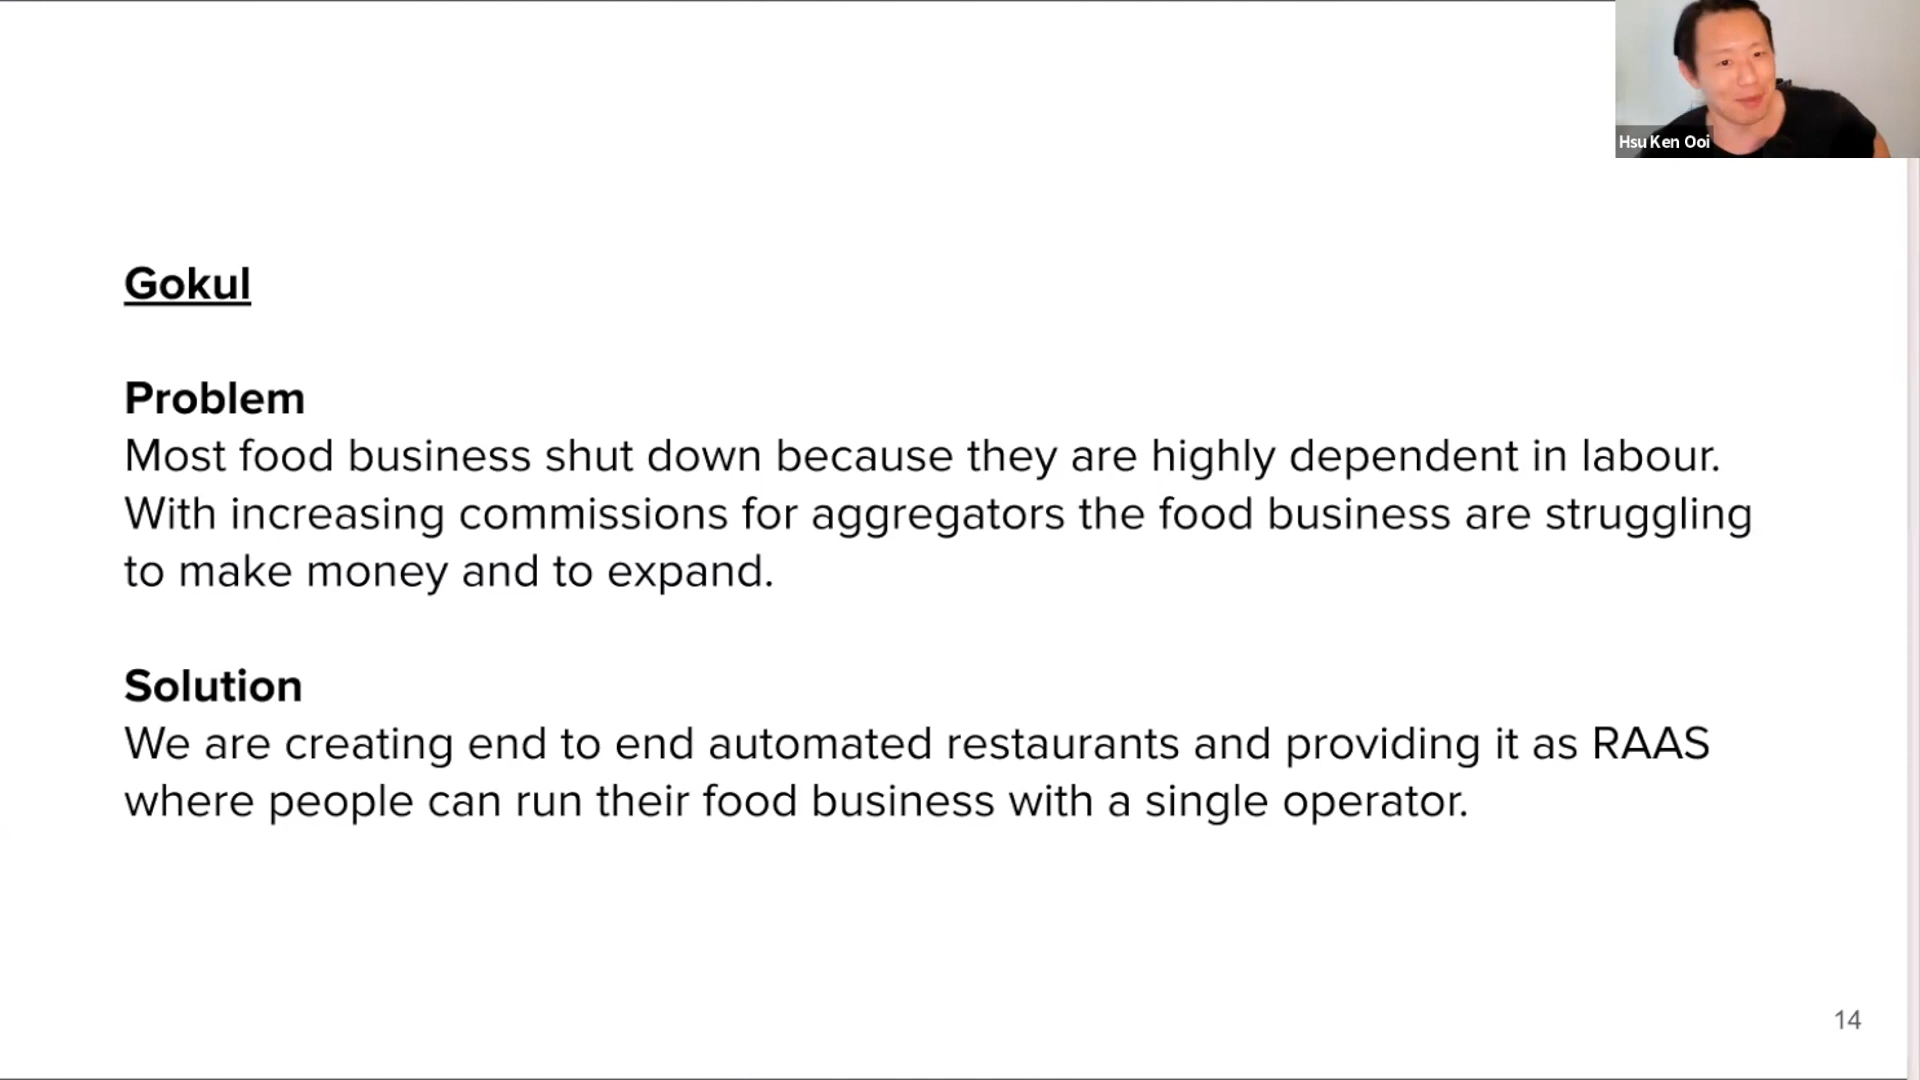 Hsu Ken Ooi
Gokul
Problem
Most food business shut down because they are highly dependent in labour.
With increasing commissions for aggregators the food business are struggling
to make money and to expand.
Solution
We are creating end to end automated restaurants and providing it as RAAS
where people can run their food business with a single operator.
14